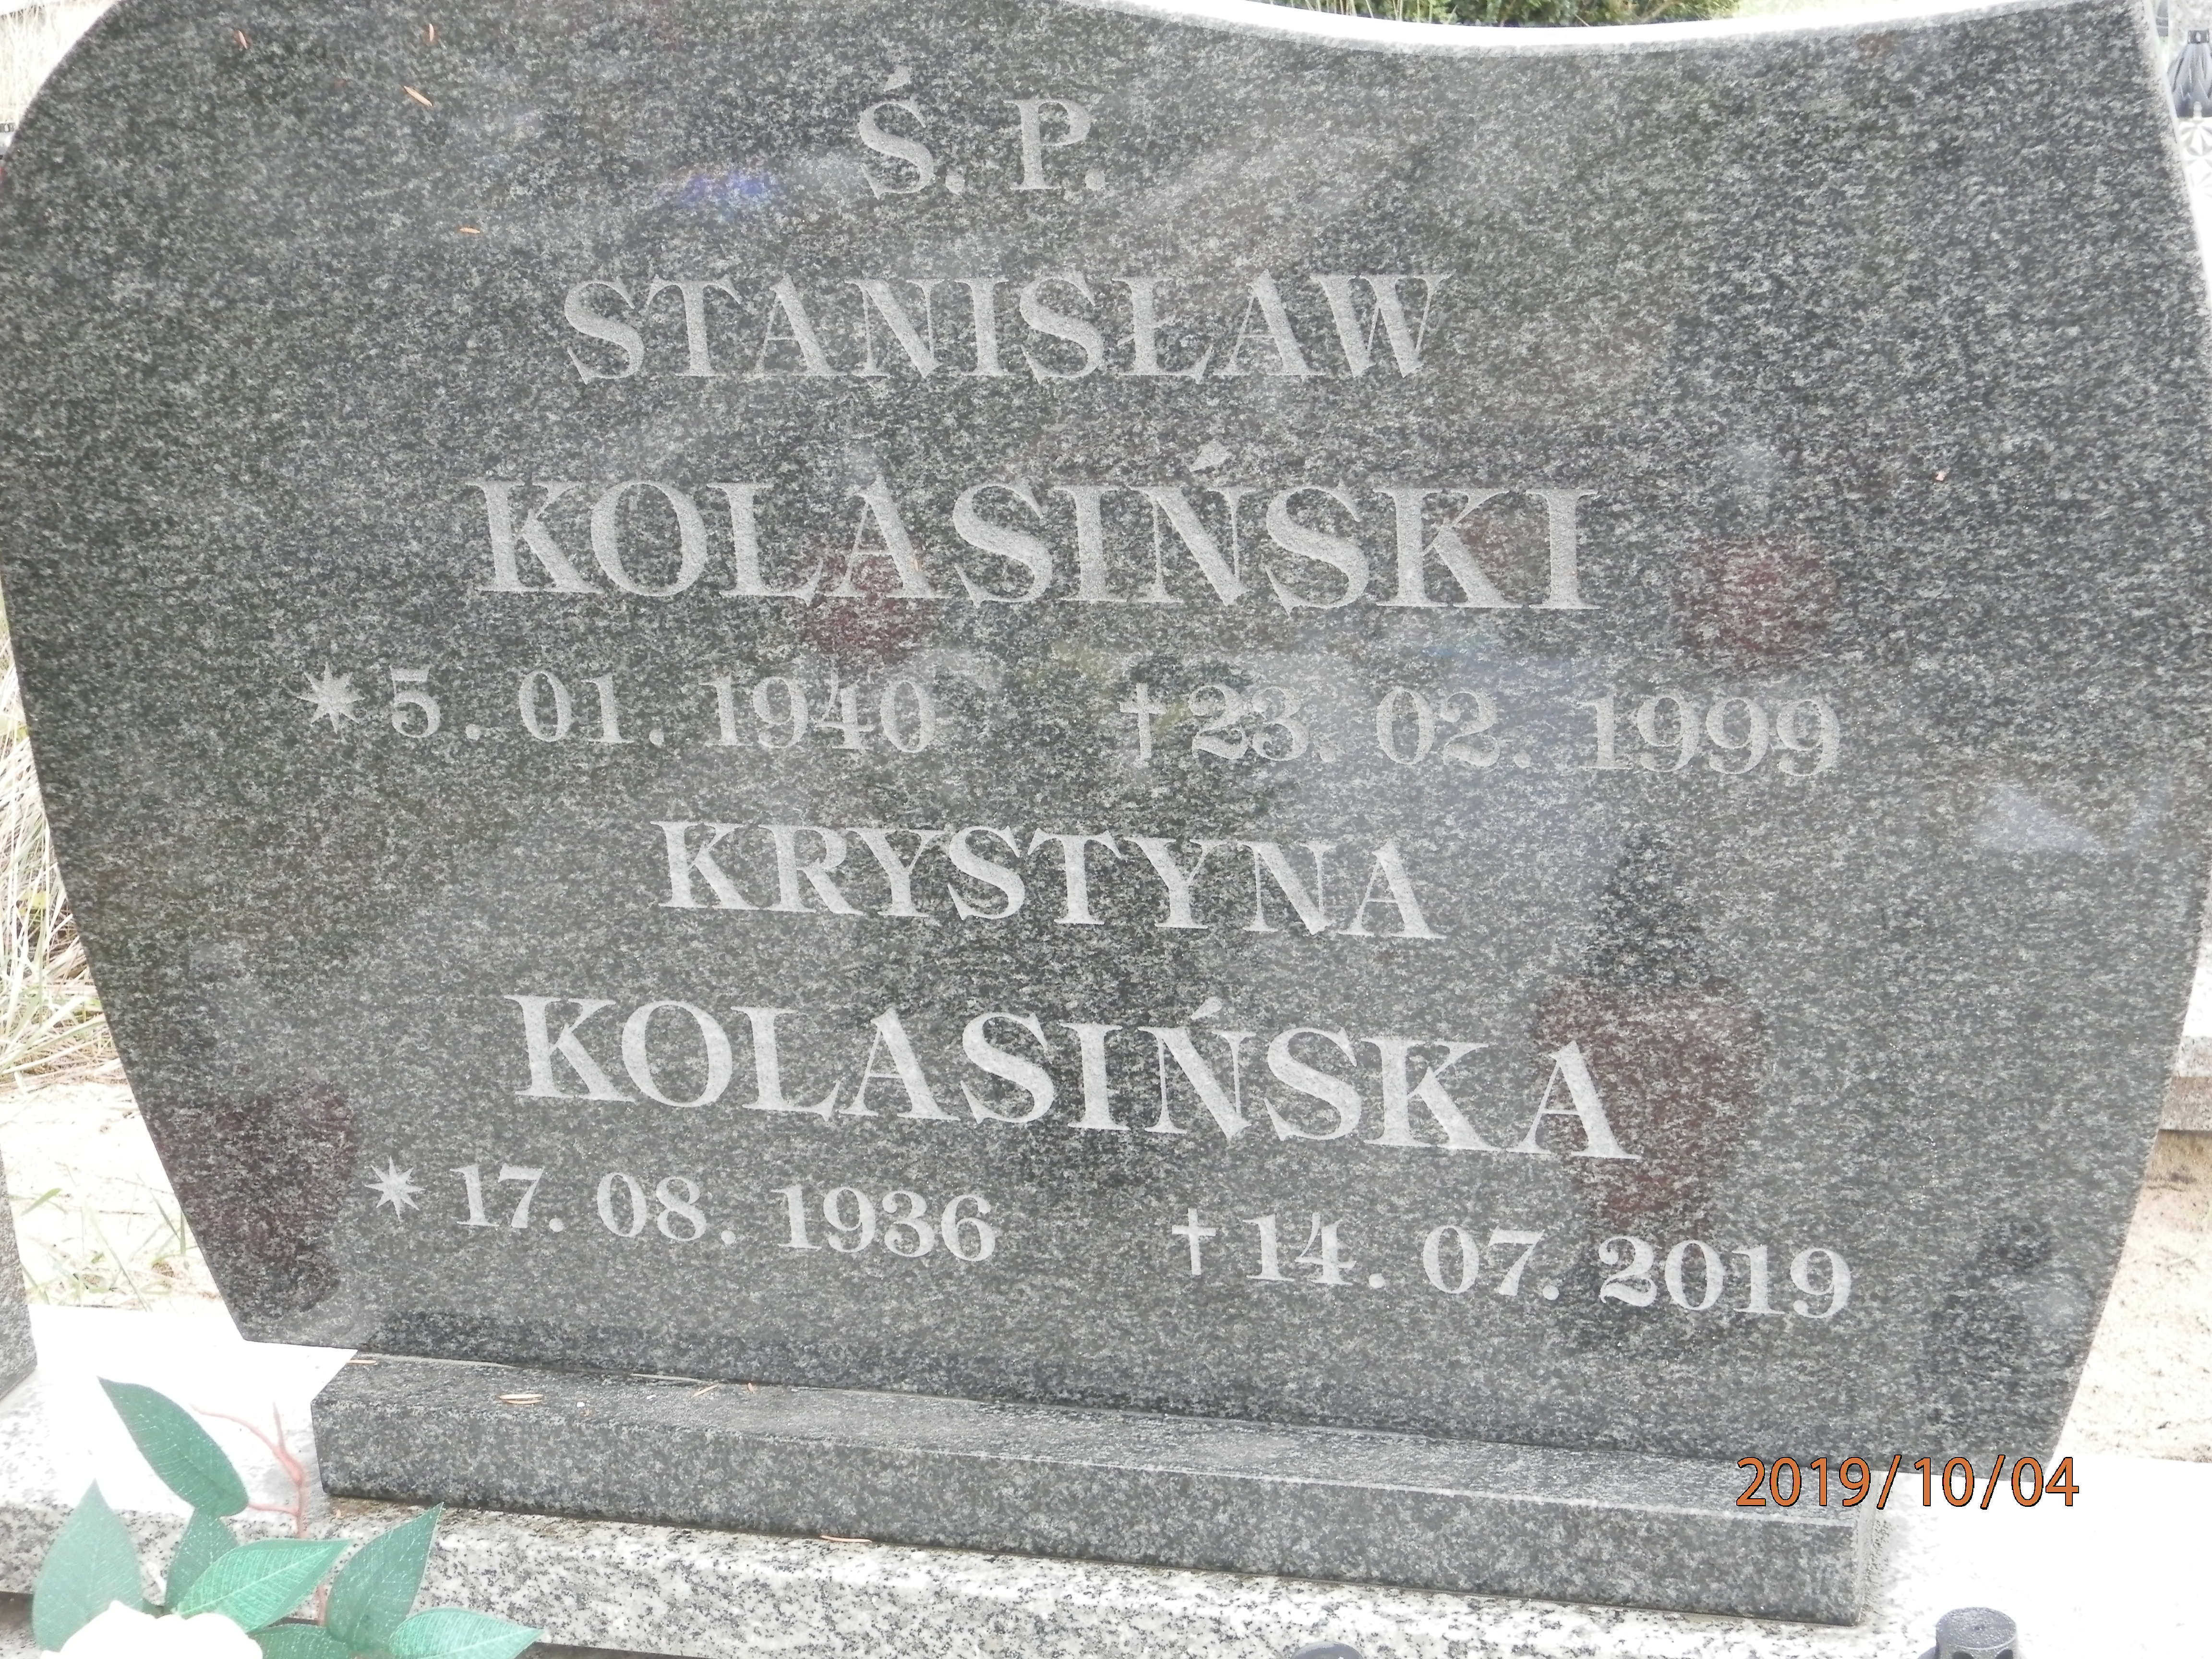 Ś. P.
STANISŁAW
KOLASIŃSKI
✷ 5. 01. 1940 † 23. 02. 1999
KRYSTYNA
KOLASIŃSKA
✷ 17. 08. 1936 † 14. 07. 2019
2019/10/04